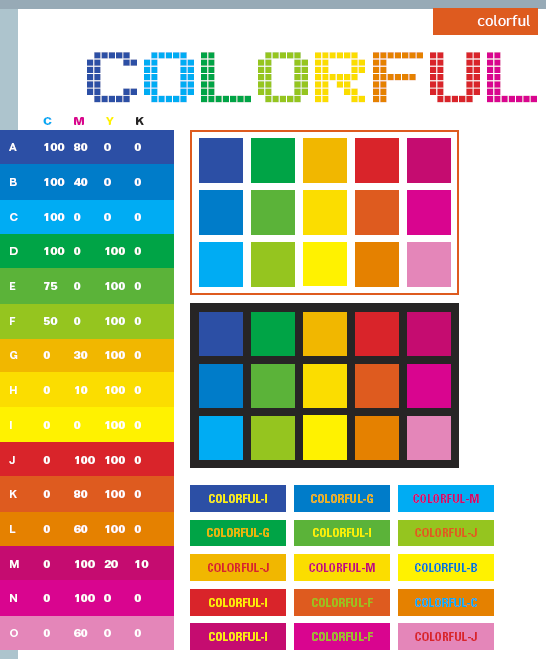 colorful
COLORFUL
C M Y K
A 100 80 0 0
B 100 40 0 0
C 100 0 0 0
D 100 0 100 0
E 75 0 100 0
F 50 0 100 0
G 0 30 100 0
H 0 10 100 0
I 0 0 100 0
J 0 100 100 0
K 0 80 100 0
L 0 60 100 0
M 0 100 20 10
N 0 100 0 0
O 0 60 0 0
COLORFUL-I COLORFUL-G COLORFUL-M
COLORFUL-G COLORFUL-I COLORFUL-J
COLORFUL-J COLORFUL-M COLORFUL-B
COLORFUL-I COLORFUL-F COLORFUL-C
COLORFUL-I COLORFUL-F COLORFUL-J